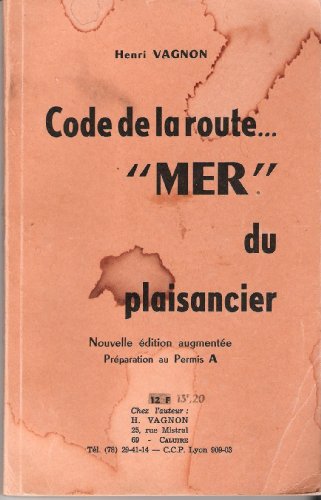 Henri VAGNON
Code de la route...
"MER"
du
plaisancier
Nouvelle édition augmentée
Préparation au Permis A
12 F 13,20
Chez l'auteur :
H. VAGNON
25, rue Mistral
69 - CALUIRE
Tél. (78) 29-41-14 — C.C.P. Lyon 909-03